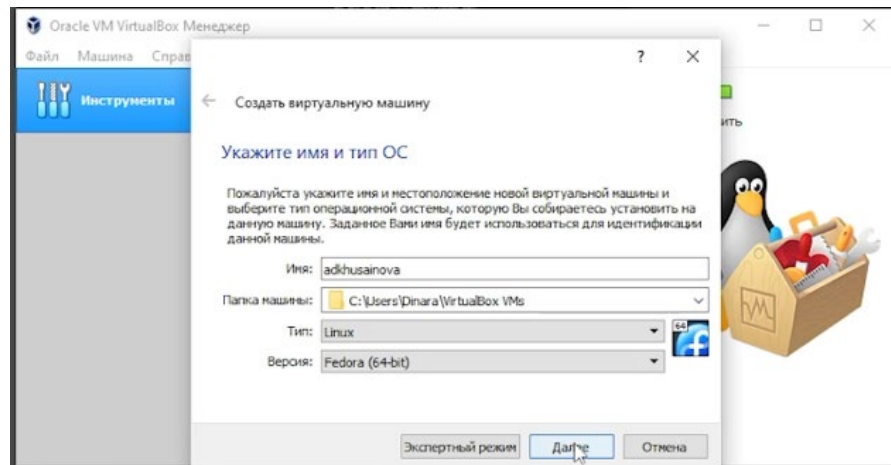 Oracle VM VirtualBox Менеджер
Файл Машина Справ
? ×
Инструменты
Создать виртуальную машину
ить
Укажите имя и тип ОС
Пожалуйста укажите имя и местоположение новой виртуальной машины и
выберите тип операционной системы, которую Вы собираетесь установить на
данную машину. Заданное Вами имя будет использоваться для идентификации
данной машины.
Имя: adkhusainova
Папка машины: C:\Users\Dinara\VirtualBox VMs
Тип: Linux
64
Версия: Fedora (64-bit)
Экспертный режим Далее Отмена